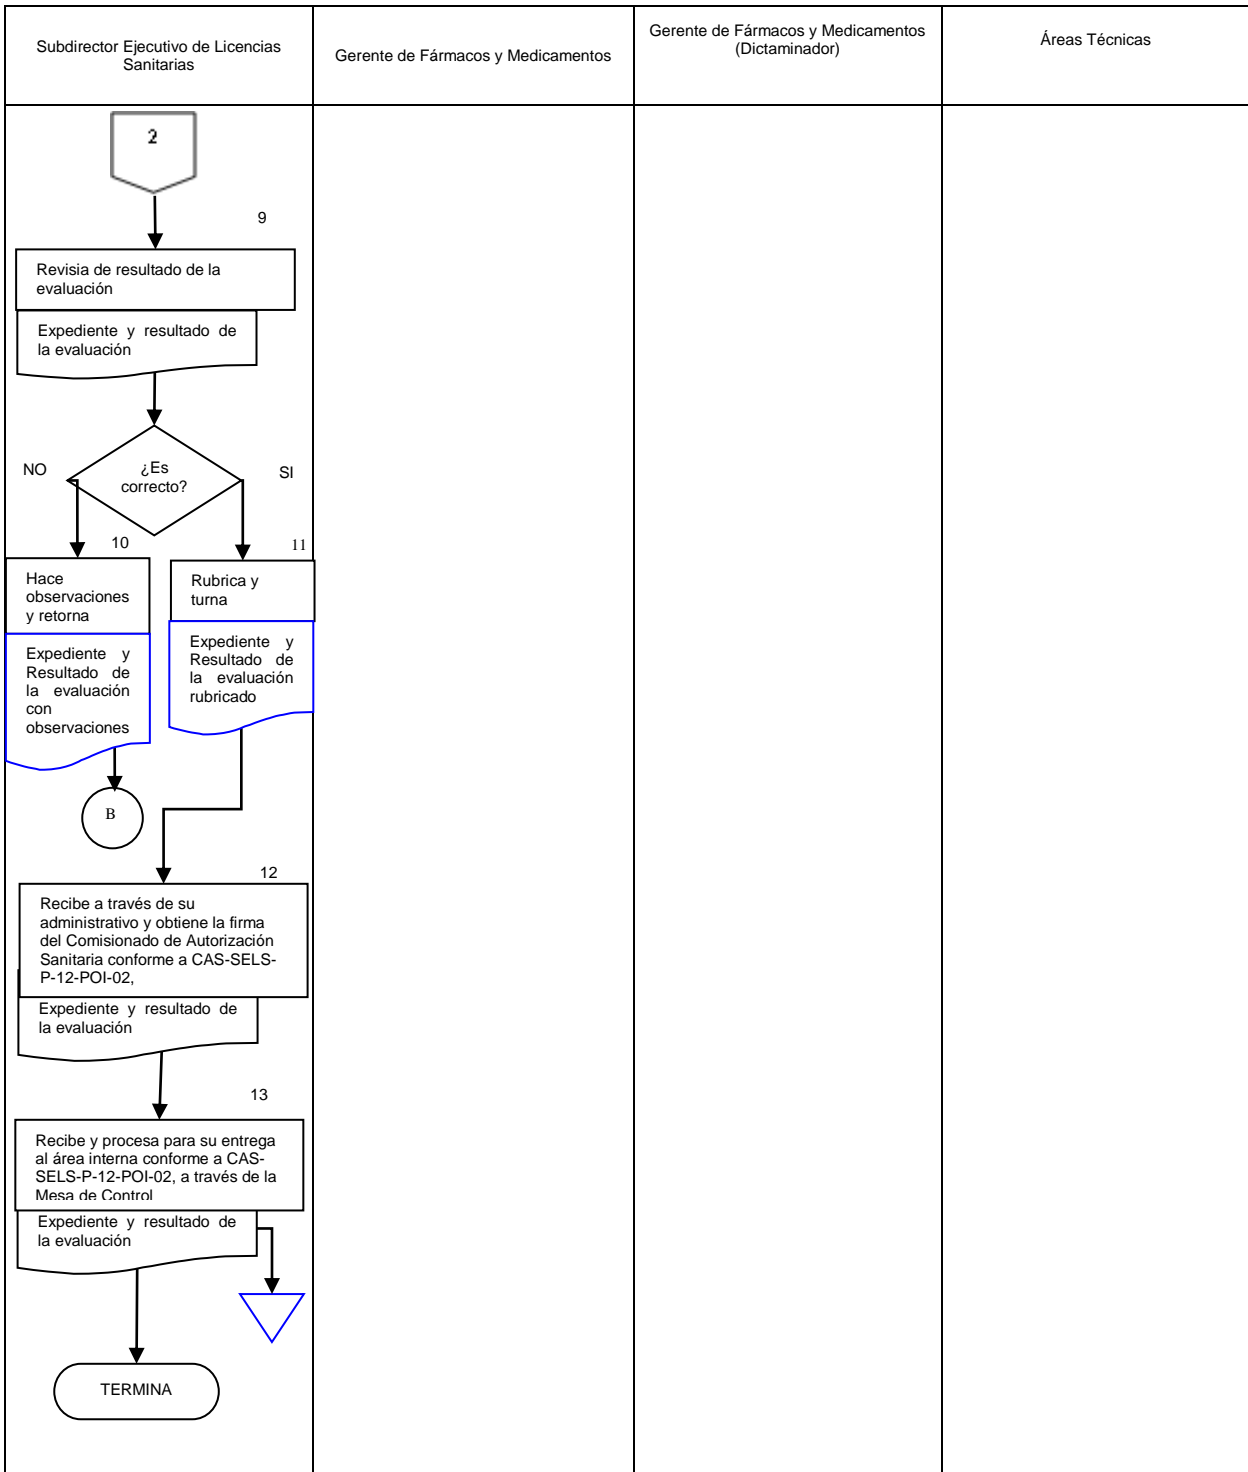 Subdirector Ejecutivo de Licencias
Sanitarias
Gerente de Fármacos y Medicamentos
Gerente de Fármacos y Medicamentos
(Dictaminador)
Áreas Técnicas
2
9
Revisia de resultado de la
evaluación
Expediente y resultado de
la evaluación
¿Es
correcto?
NO
SI
10
Hace
observaciones
y retorna
Expediente y
Resultado de
la evaluación
con
observaciones
B
11
Rubrica y
turna
Expediente y
Resultado de
la evaluación
rubricado
12
Recibe a través de su
administrativo y obtiene la firma
del Comisionado de Autorización
Sanitaria conforme a CAS-SELS-
P-12-POI-02,
Expediente y resultado de
la evaluación
13
Recibe y procesa para su entrega
al área interna conforme a CAS-
SELS-P-12-POI-02, a través de la
Mesa de Control
Expediente y resultado de
la evaluación
TERMINA